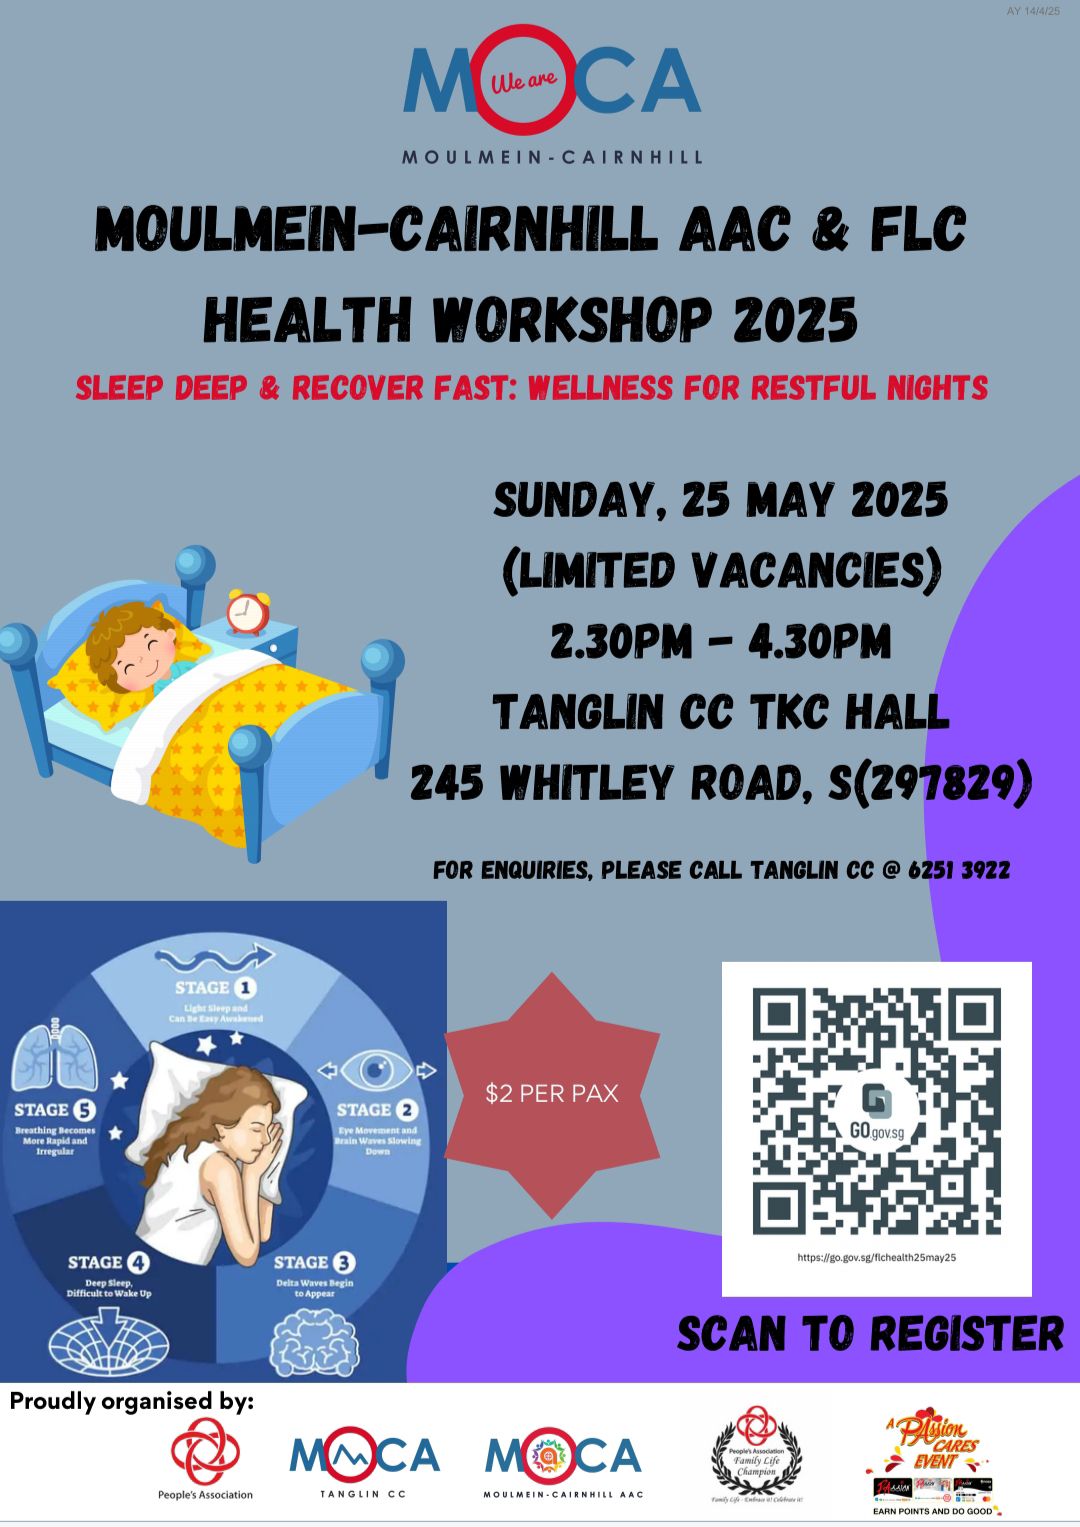 AY 14/4/25
MOCA
We are
MOULMEIN-CAIRNHILL
MOULMEIN-CAIRNHILL AAC & FLC
HEALTH WORKSHOP 2025
SLEEP DEEP & RECOVER FAST: WELLNESS FOR RESTFUL NIGHTS
SUNDAY, 25 MAY 2025
(LIMITED VACANCIES)
2.30PM - 4.30PM
TANGLIN CC TKC HALL
245 WHITLEY ROAD, S(297829)
FOR ENQUIRIES, PLEASE CALL TANGLIN CC @ 6251 3922
STAGE 1
Light Sleep and
Can Be Easy Awakened
STAGE 2
Eye Movement and
Brain Waves Slowing
Down
STAGE 3
Delta Waves Begin
to Appear
STAGE 4
Deep Sleep,
Difficult to Wake Up
STAGE 5
Breathing Becomes
More Rapid and
Irregular
$2 PER PAX
GO.gov.sg
https://go.gov.sg/flchealth25may25
SCAN TO REGISTER
Proudly organised by:
People's Association
MOCA
TANGLIN CC
MOCA
MOULMEIN-CAIRNHILL AAC
People's Association
Family Life
Champion
Family Life - Embrace it! Celebrate it!
A
PAssion
CARES
EVENT
EARN POINTS AND DO GOOD